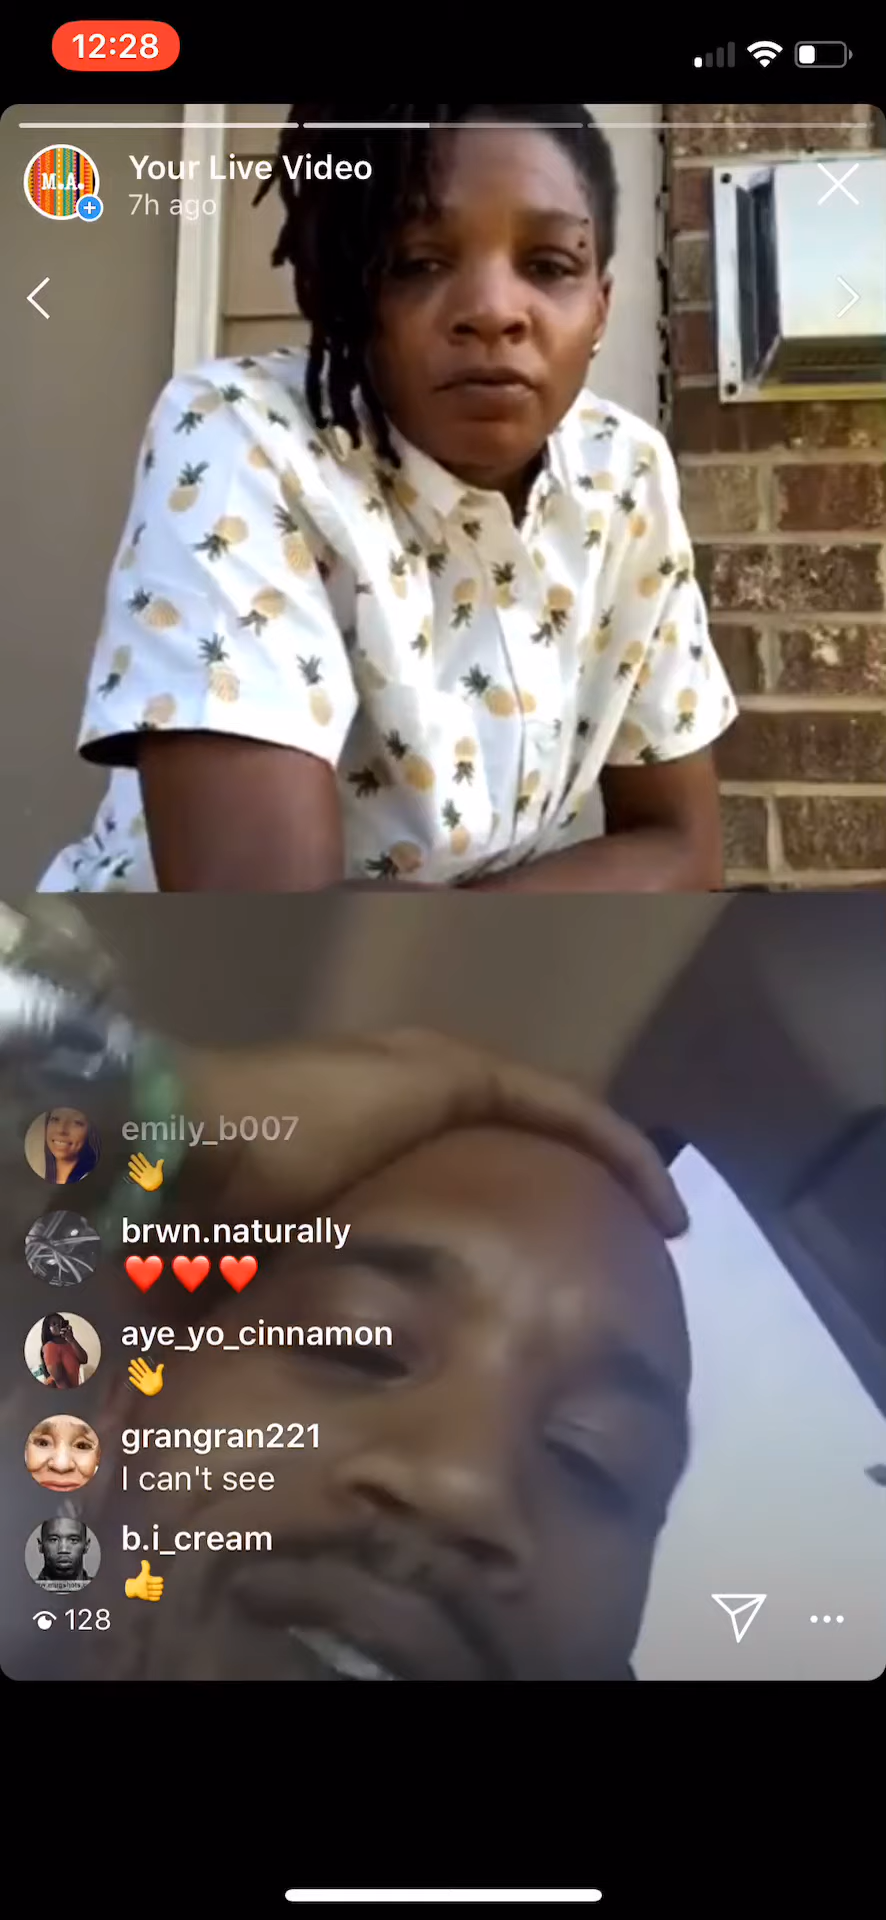 12:28
M.A.
Your Live Video
7h ago
emily_b007
👋
brwn.naturally
❤️❤️❤️
aye_yo_cinnamon
👋
grangran221
I can't see
b.i_cream
👍
128